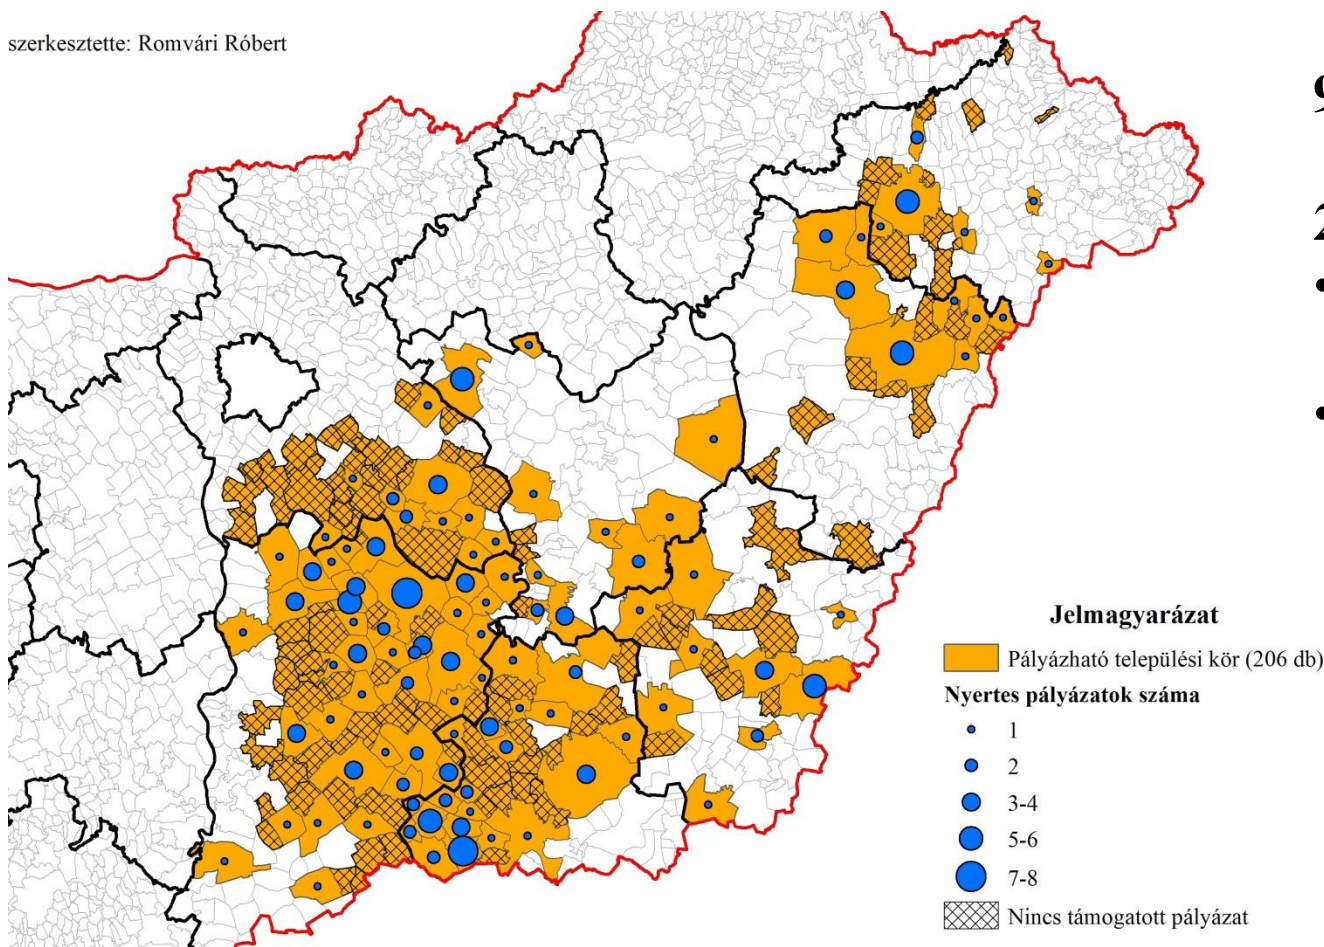 szerkesztette: Romvári Róbert
Jelmagyarázat
Pályázható települési kör (206 db)
Nyertes pályázatok száma
1
2
3-4
5-6
7-8
Nincs támogatott pályázat